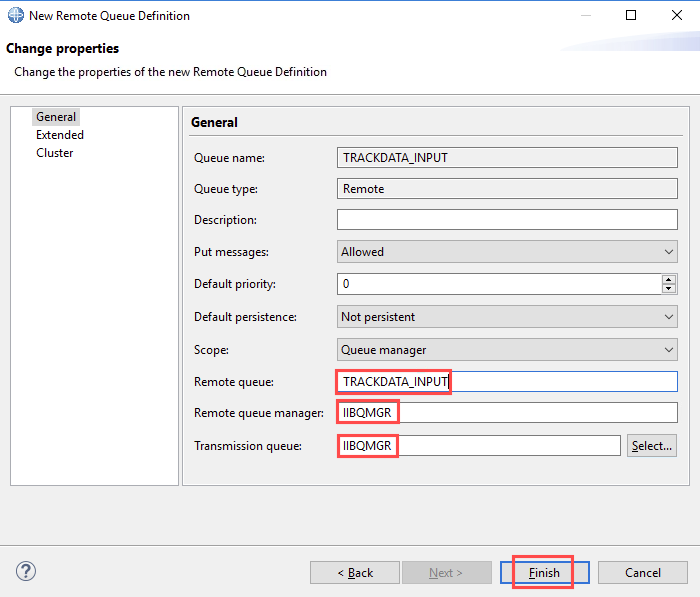 New Remote Queue Definition
Change properties
Change the properties of the new Remote Queue Definition
General
Extended
Cluster
General
Queue name: TRACKDATA_INPUT
Queue type: Remote
Description:
Put messages: Allowed
Default priority: 0
Default persistence: Not persistent
Scope: Queue manager
Remote queue: TRACKDATA_INPUT
Remote queue manager: IIBQMGR
Transmission queue: IIBQMGR Select...
? < Back Next > Finish Cancel